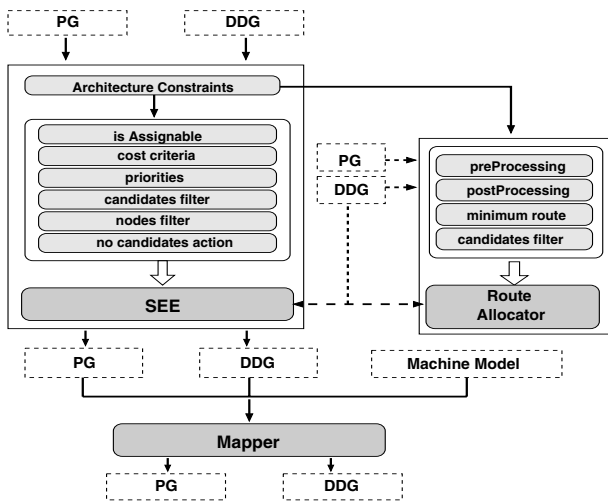 PG
DDG
Architecture Constraints
is Assignable
cost criteria
priorities
candidates filter
nodes filter
no candidates action
SEE
PG
DDG
preProcessing
postProcessing
minimum route
candidates filter
Route
Allocator
PG
DDG
Machine Model
Mapper
PG
DDG